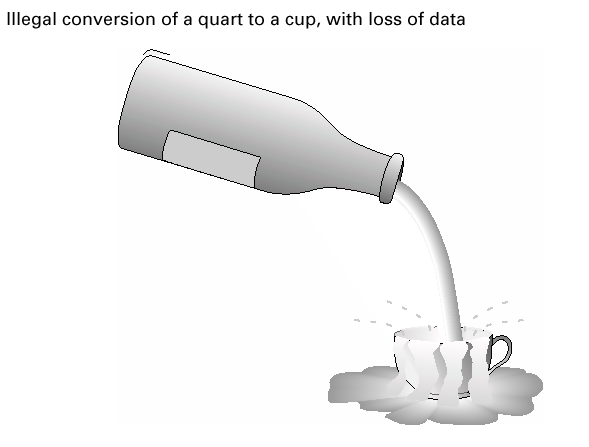 Illegal conversion of a quart to a cup, with loss of data